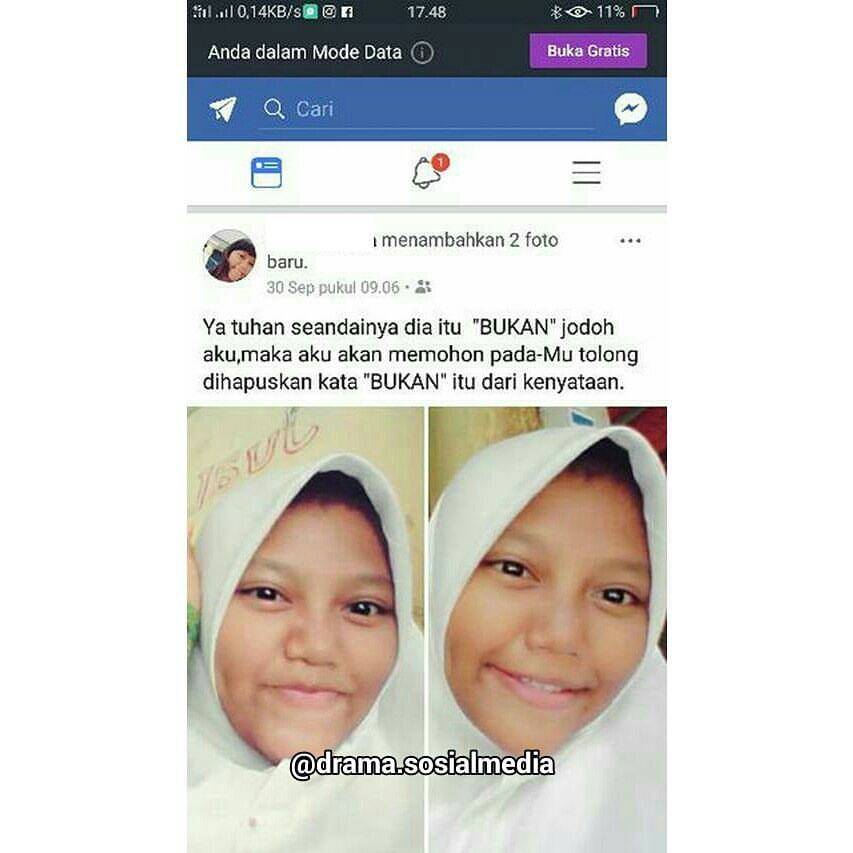 0,14KB/s 17.48 11%
Anda dalam Mode Data Buka Gratis
Cari
1
menambahkan 2 foto
baru.
30 Sep pukul 09.06
Ya tuhan seandainya dia itu "BUKAN" jodoh
aku,maka aku akan memohon pada-Mu tolong
dihapuskan kata "BUKAN" itu dari kenyataan.
@drama.sosialmedia